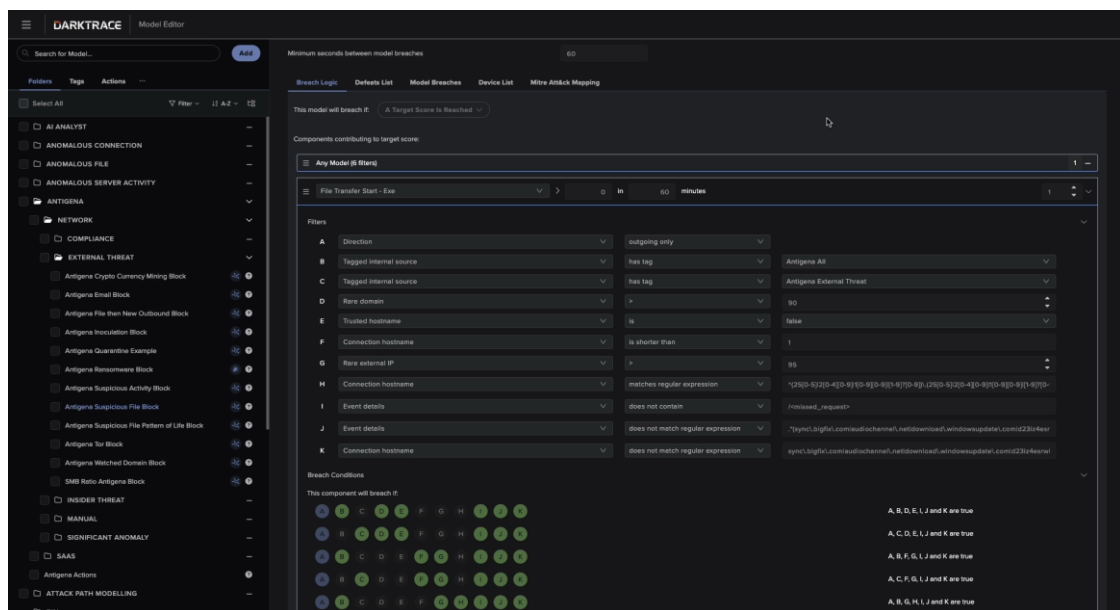 DARKTRACE Model Editor
Search for Model... Add
Folders Tags Actions ...
Select All Filter A-Z
AI ANALYST
ANOMALOUS CONNECTION
ANOMALOUS FILE
ANOMALOUS SERVER ACTIVITY
ANTIGENA
NETWORK
COMPLIANCE
EXTERNAL THREAT
Antigena Crypto Currency Mining Block
Antigena Email Block
Antigena File then New Outbound Block
Antigena Inoculation Block
Antigena Quarantine Example
Antigena Ransomware Block
Antigena Suspicious Activity Block
Antigena Suspicious File Block
Antigena Suspicious File Pattern of Life Block
Antigena Tor Block
Antigena Watched Domain Block
SMB Ratio Antigena Block
INSIDER THREAT
MANUAL
SIGNIFICANT ANOMALY
SAAS
Antigena Actions
ATTACK PATH MODELLING
Minimum seconds between model breaches 60
Breach Logic Defeats List Model Breaches Device List Mitre Att&ck Mapping
This model will breach if: A Target Score Is Reached
Components contributing to target score:
Any Model (6 filters) 1
File Transfer Start - Exe > 0 in 60 minutes 1
Filters
A Direction outgoing only
B Tagged internal source has tag Antigena All
C Tagged internal source has tag Antigena External Threat
D Rare domain > 90
E Trusted hostname is false
F Connection hostname is shorter than 1
G Rare external IP > 95
H Connection hostname matches regular expression
I Event details does not contain /<missed_request>
J Event details does not match regular expression
K Connection hostname does not match regular expression
Breach Conditions
This component will breach if:
A B C D E F G H I J K A, B, D, E, I, J and K are true
A B C D E F G H I J K A, C, D, E, I, J and K are true
A B C D E F G H I J K A, B, F, G, I, J and K are true
A B C D E F G H I J K A, C, F, G, I, J and K are true
A B C D E F G H I J K A, B, G, H, I, J and K are true